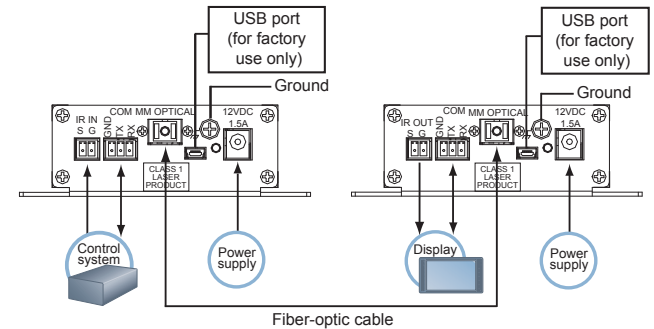 USB port
(for factory
use only)
Ground
IR IN
S G
COM
GND
TX
RX
MM OPTICAL
12VDC
1.5A
CLASS 1
LASER
PRODUCT
Control
system
Power
supply
USB port
(for factory
use only)
Ground
IR OUT
S G
COM
GND
TX
RX
MM OPTICAL
12VDC
1.5A
CLASS 1
LASER
PRODUCT
Display
Power
supply
Fiber-optic cable